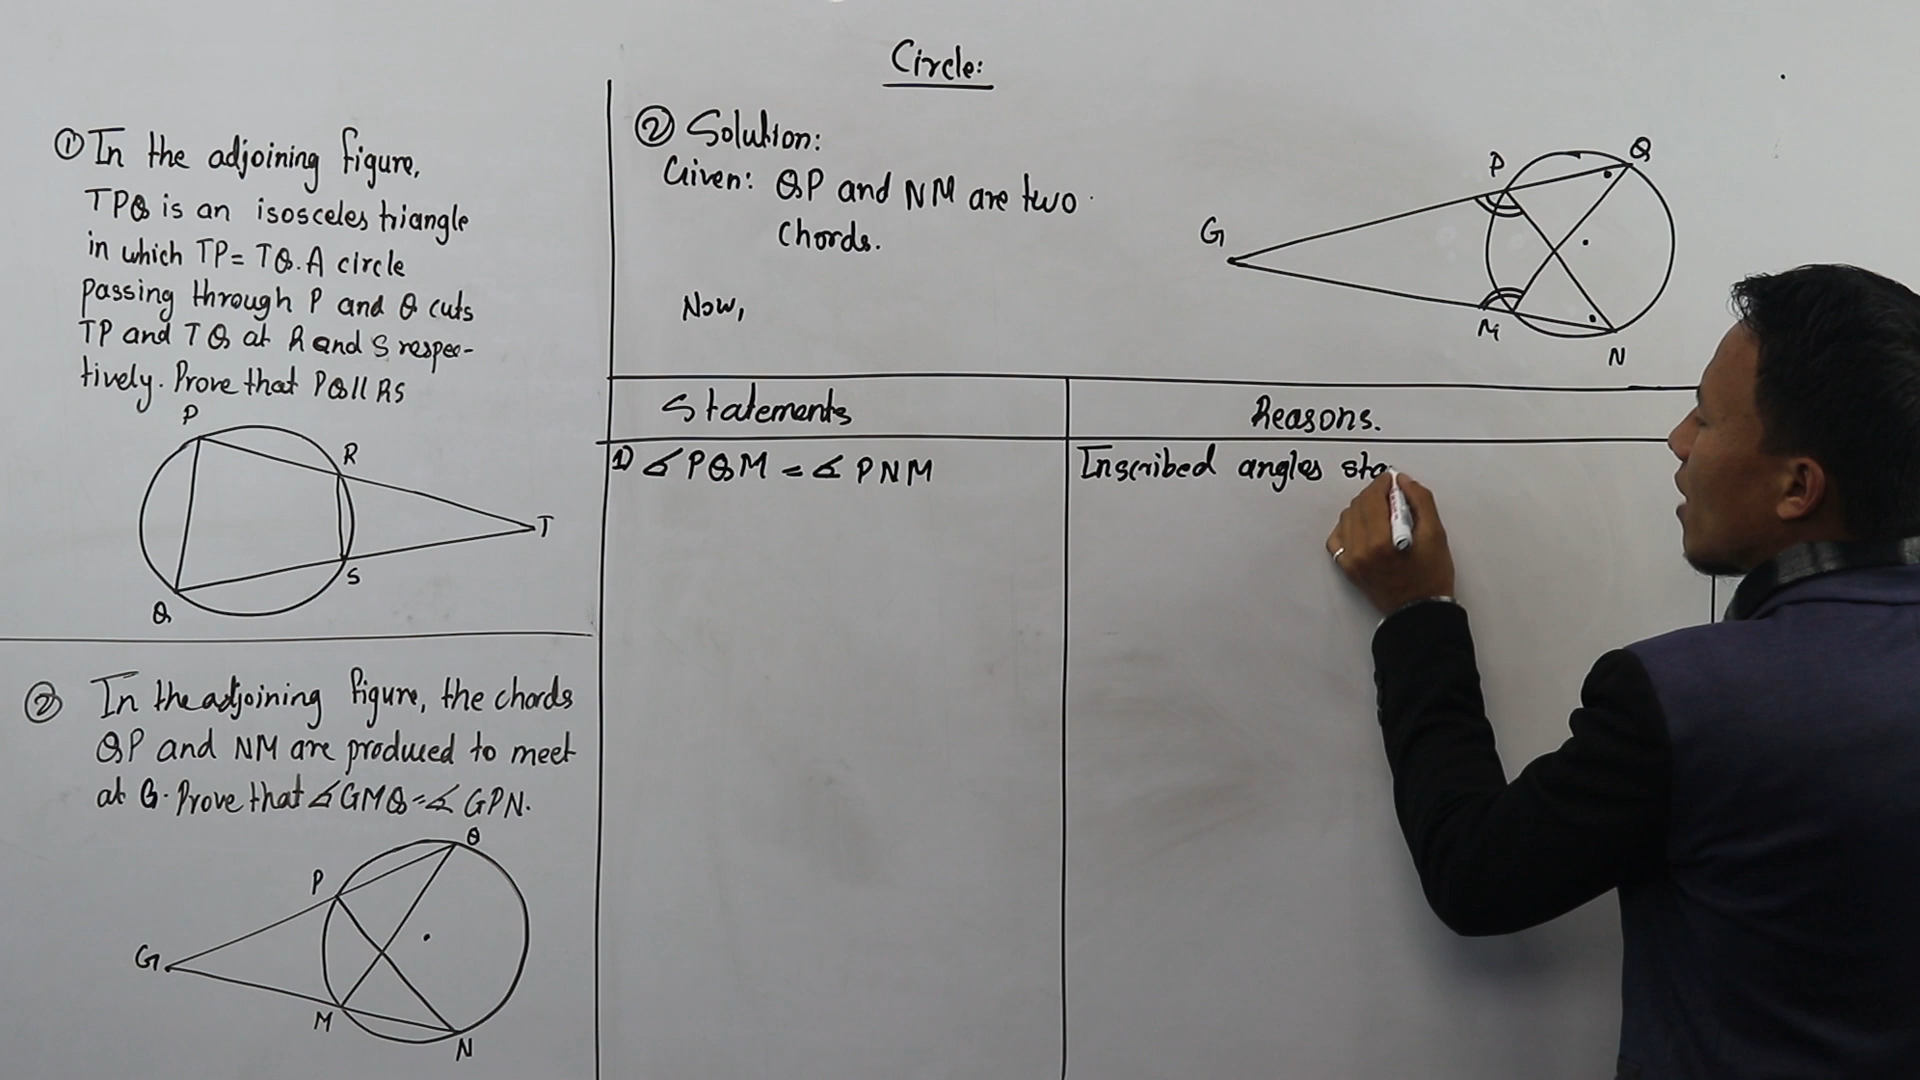 Circle:
① In the adjoining figure,
TPQ is an isosceles triangle
in which TP = TQ. A circle
passing through P and Q cuts
TP and TQ at R and S respec-
tively. Prove that PQ || RS
P
R
T
S
Q
② In the adjoining figure, the chords
QP and NM are produced to meet
at G. Prove that ∡GMQ = ∡ GPN.
Q
P
G
M
N
② Solution:
Given: QP and NM are two
chords.
Now,
P
Q
G
M
N
Statements
Reasons.
1) ∡ PQM = ∡ PNM
Inscribed angles sta